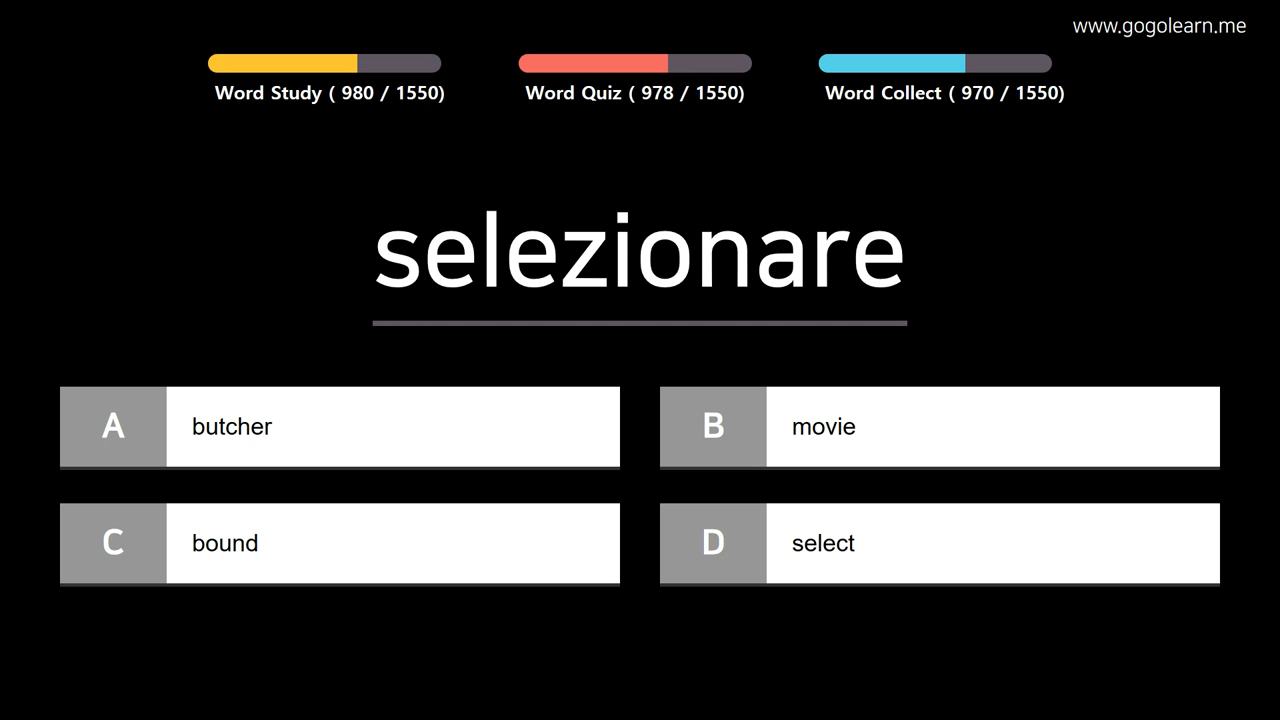 www.gogolearn.me
Word Study ( 980 / 1550)
Word Quiz ( 978 / 1550)
Word Collect ( 970 / 1550)
selezionare
A butcher
B movie
C bound
D select